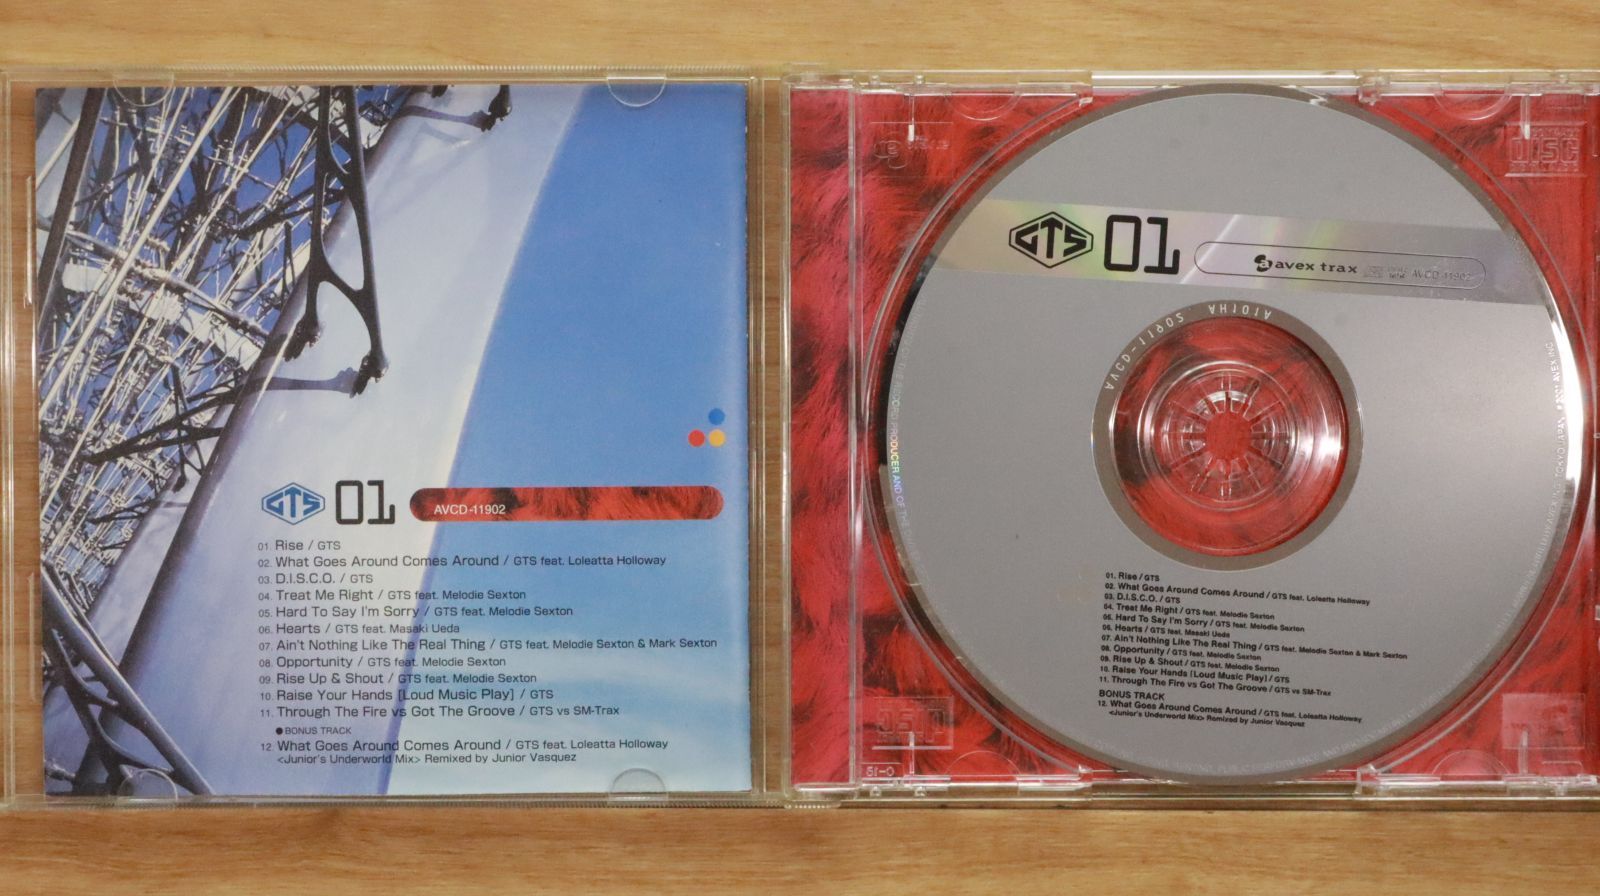 GTS 01 AVCD-11902
01. Rise / GTS
02. What Goes Around Comes Around / GTS feat. Loleatta Holloway
03. D.I.S.C.O. / GTS
04. Treat Me Right / GTS feat. Melodie Sexton
05. Hard To Say I'm Sorry / GTS feat. Melodie Sexton
06. Hearts / GTS feat. Masaki Ueda
07. Ain't Nothing Like The Real Thing / GTS feat. Melodie Sexton & Mark Sexton
08. Opportunity / GTS feat. Melodie Sexton
09. Rise Up & Shout / GTS feat. Melodie Sexton
10. Raise Your Hands [Loud Music Play] / GTS
11. Through The Fire vs Got The Groove / GTS vs SM-Trax
●BONUS TRACK
12. What Goes Around Comes Around / GTS feat. Loleatta Holloway
<Junior's Underworld Mix> Remixed by Junior Vasquez
GTS 01 avex trax AVCD-11902
AVCD-11902
01. Rise / GTS
02. What Goes Around Comes Around / GTS feat. Loleatta Holloway
03. D.I.S.C.O. / GTS
04. Treat Me Right / GTS feat. Melodie Sexton
05. Hard To Say I'm Sorry / GTS feat. Melodie Sexton
06. Hearts / GTS feat. Masaki Ueda
07. Ain't Nothing Like The Real Thing / GTS feat. Melodie Sexton & Mark Sexton
08. Opportunity / GTS feat. Melodie Sexton
09. Rise Up & Shout / GTS feat. Melodie Sexton
10. Raise Your Hands [Loud Music Play] / GTS
11. Through The Fire vs Got The Groove / GTS vs SM-Trax
BONUS TRACK
12. What Goes Around Comes Around / GTS feat. Loleatta Holloway
<Junior's Underworld Mix> Remixed by Junior Vasquez
DISC